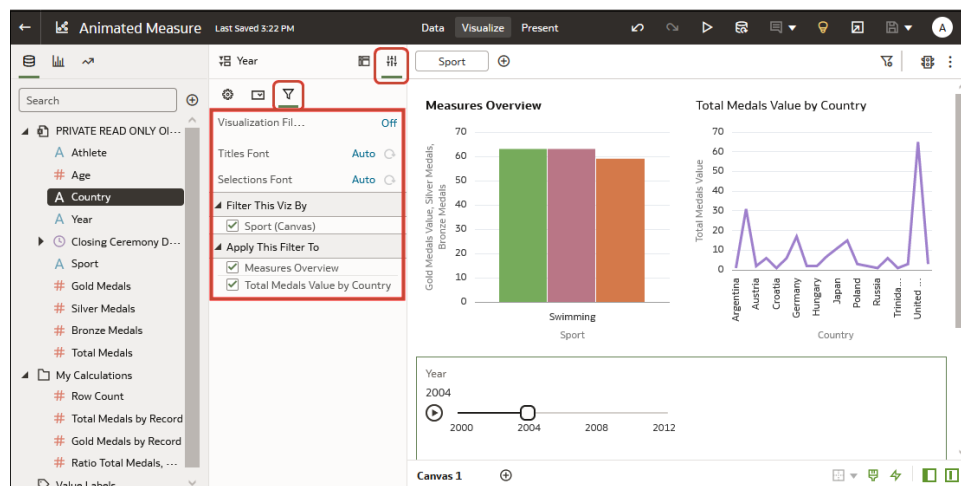 Animated Measure Last Saved 3:22 PM Data Visualize Present A
Year Sport
Search
PRIVATE READ ONLY Ol...
A Athlete
# Age
A Country
A Year
Closing Ceremony D...
A Sport
# Gold Medals
# Silver Medals
# Bronze Medals
# Total Medals
My Calculations
# Row Count
# Total Medals by Record
# Gold Medals by Record
# Ratio Total Medals, ...
Value Labels
Visualization Fil... Off
Titles Font Auto
Selections Font Auto
Filter This Viz By
Sport (Canvas)
Apply This Filter To
Measures Overview
Total Medals Value by Country
Measures Overview
Gold Medals Value, Silver Medals,
Bronze Medals
70
60
50
40
30
20
10
0
Swimming
Sport
Total Medals Value by Country
Total Medals Value
70
60
50
40
30
20
10
0
Argentina
Austria
Croatia
Germany
Hungary
Japan
Poland
Russia
Trinida...
United ...
Country
Year
2004
2000 2004 2008 2012
Canvas 1